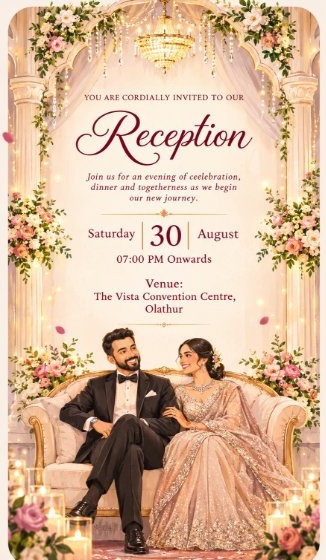 YOU ARE CORDIALLY INVITED TO OUR
Reception
Join us for an evening of ceelebration,
dinner and togetherness as we begin
our new journey.
Saturday | 30 | August
07:00 PM Onwards
Venue:
The Vista Convention Centre,
Olathur